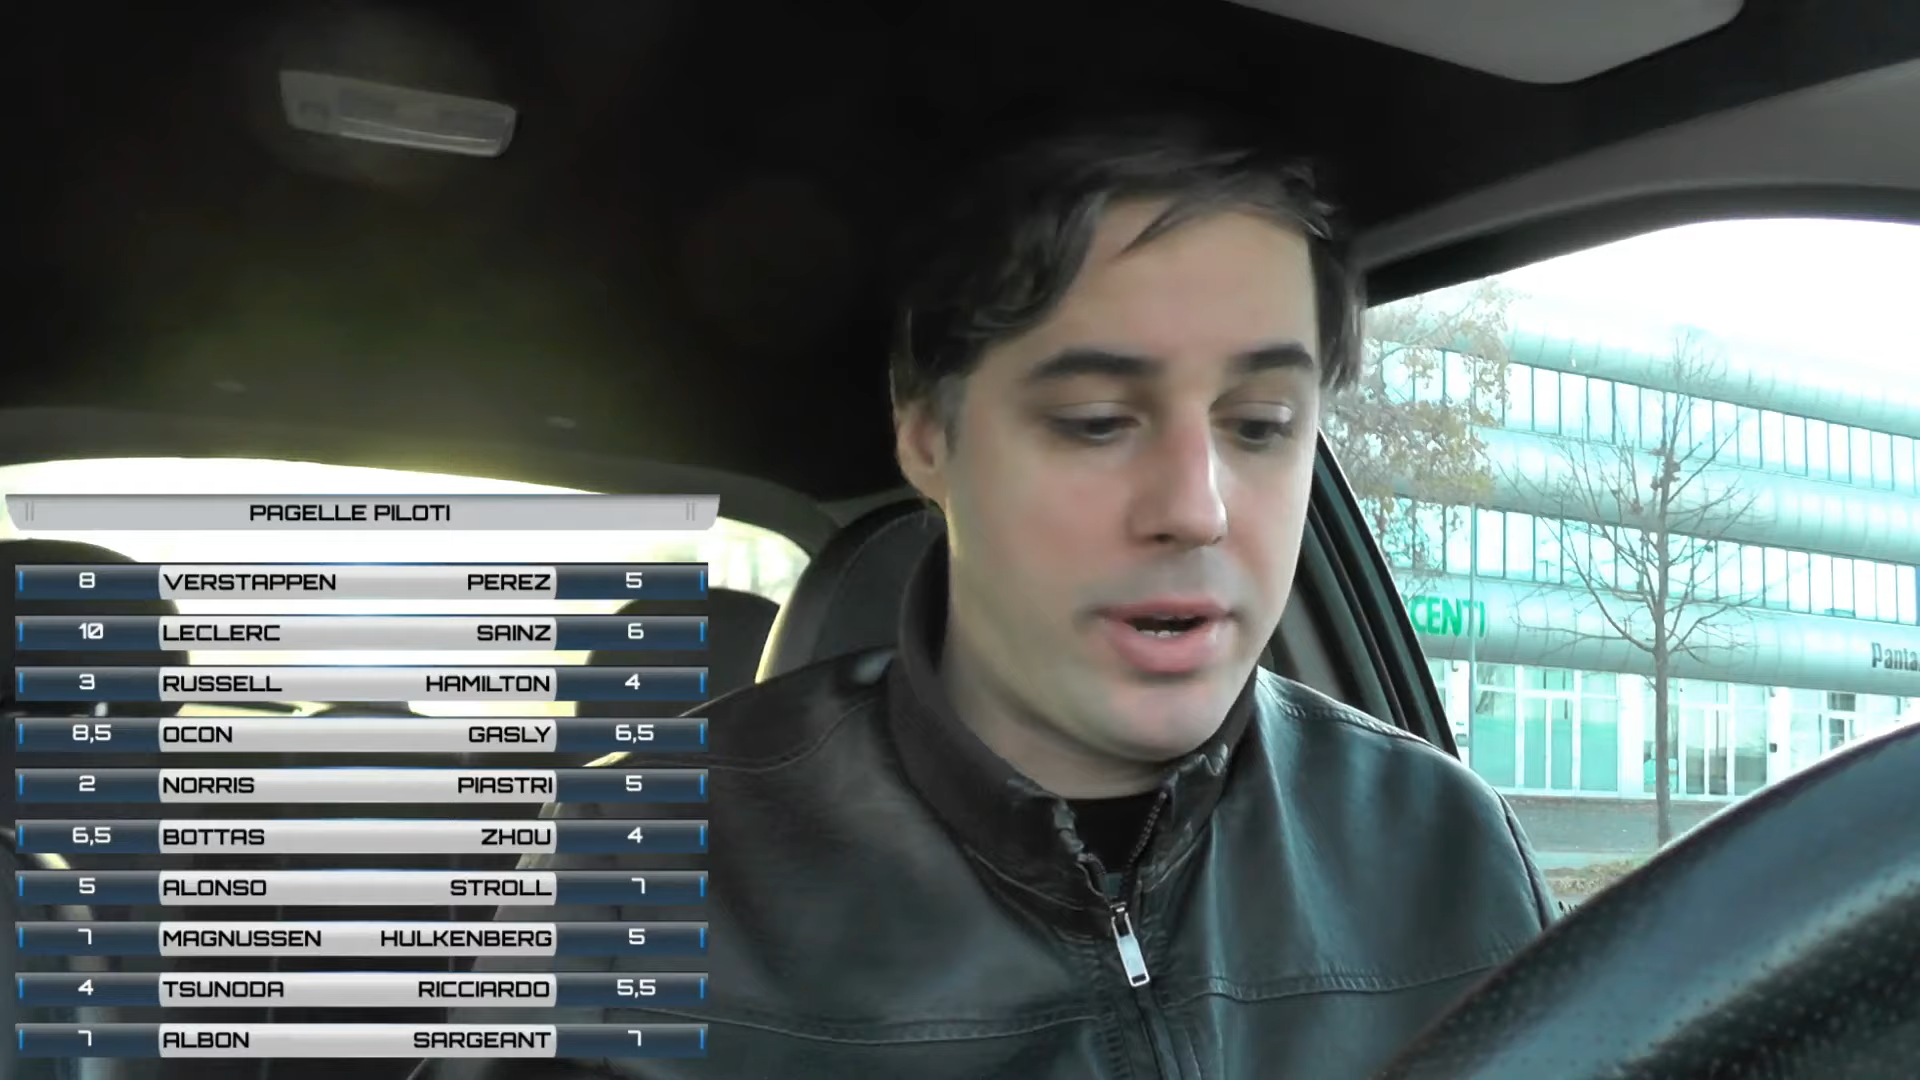 PAGELLE PILOTI
8 VERSTAPPEN PEREZ 5
10 LECLERC SAINZ 6
3 RUSSELL HAMILTON 4
8,5 OCON GASLY 6,5
2 NORRIS PIASTRI 5
6,5 BOTTAS ZHOU 4
5 ALONSO STROLL 7
7 MAGNUSSEN HULKENBERG 5
4 TSUNODA RICCIARDO 5,5
7 ALBON SARGEANT 7
CENTI
Panta